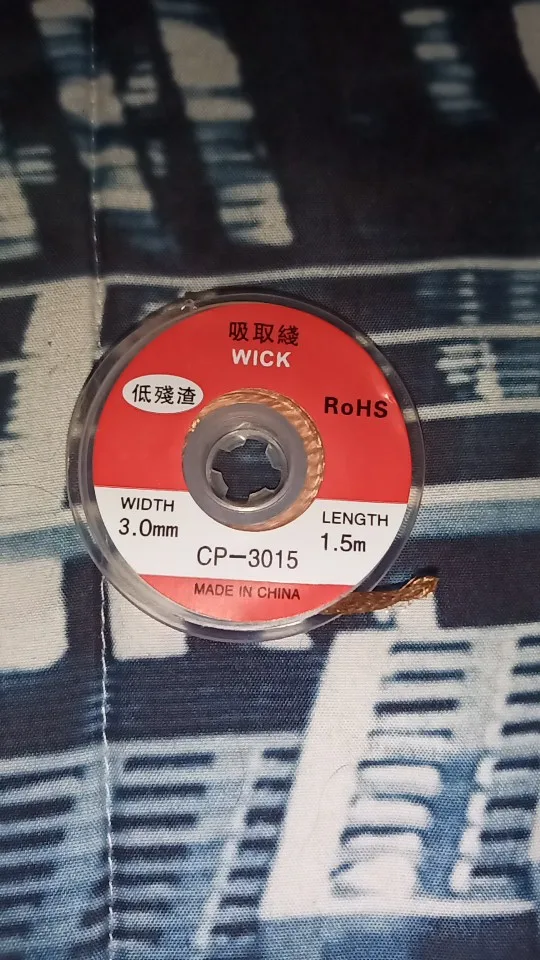 吸取綫
WICK
低殘渣
RoHS
WIDTH
3.0mm
LENGTH
1.5m
CP-3015
MADE IN CHINA